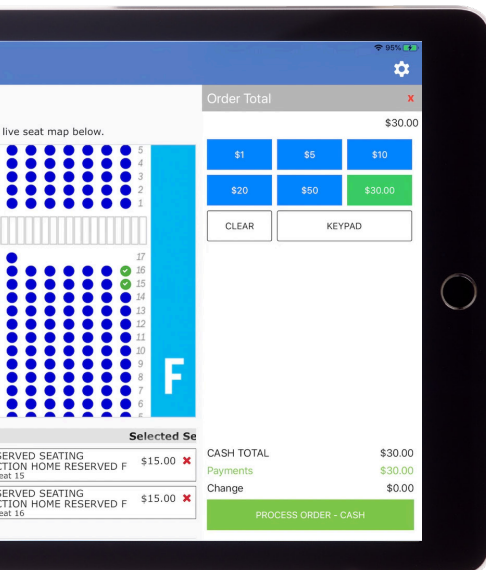 95%
Order Total x
$30.00
live seat map below.
$1 $5 $10
$20 $50 $30.00
CLEAR KEYPAD
5
4
3
2
1
17
16
15
14
13
12
11
10
9
8
7
6
F
Selected Se
SERVED SEATING
CTION HOME RESERVED F $15.00
eat 15
SERVED SEATING
CTION HOME RESERVED F $15.00
eat 16
CASH TOTAL $30.00
Payments $30.00
Change $0.00
PROCESS ORDER - CASH